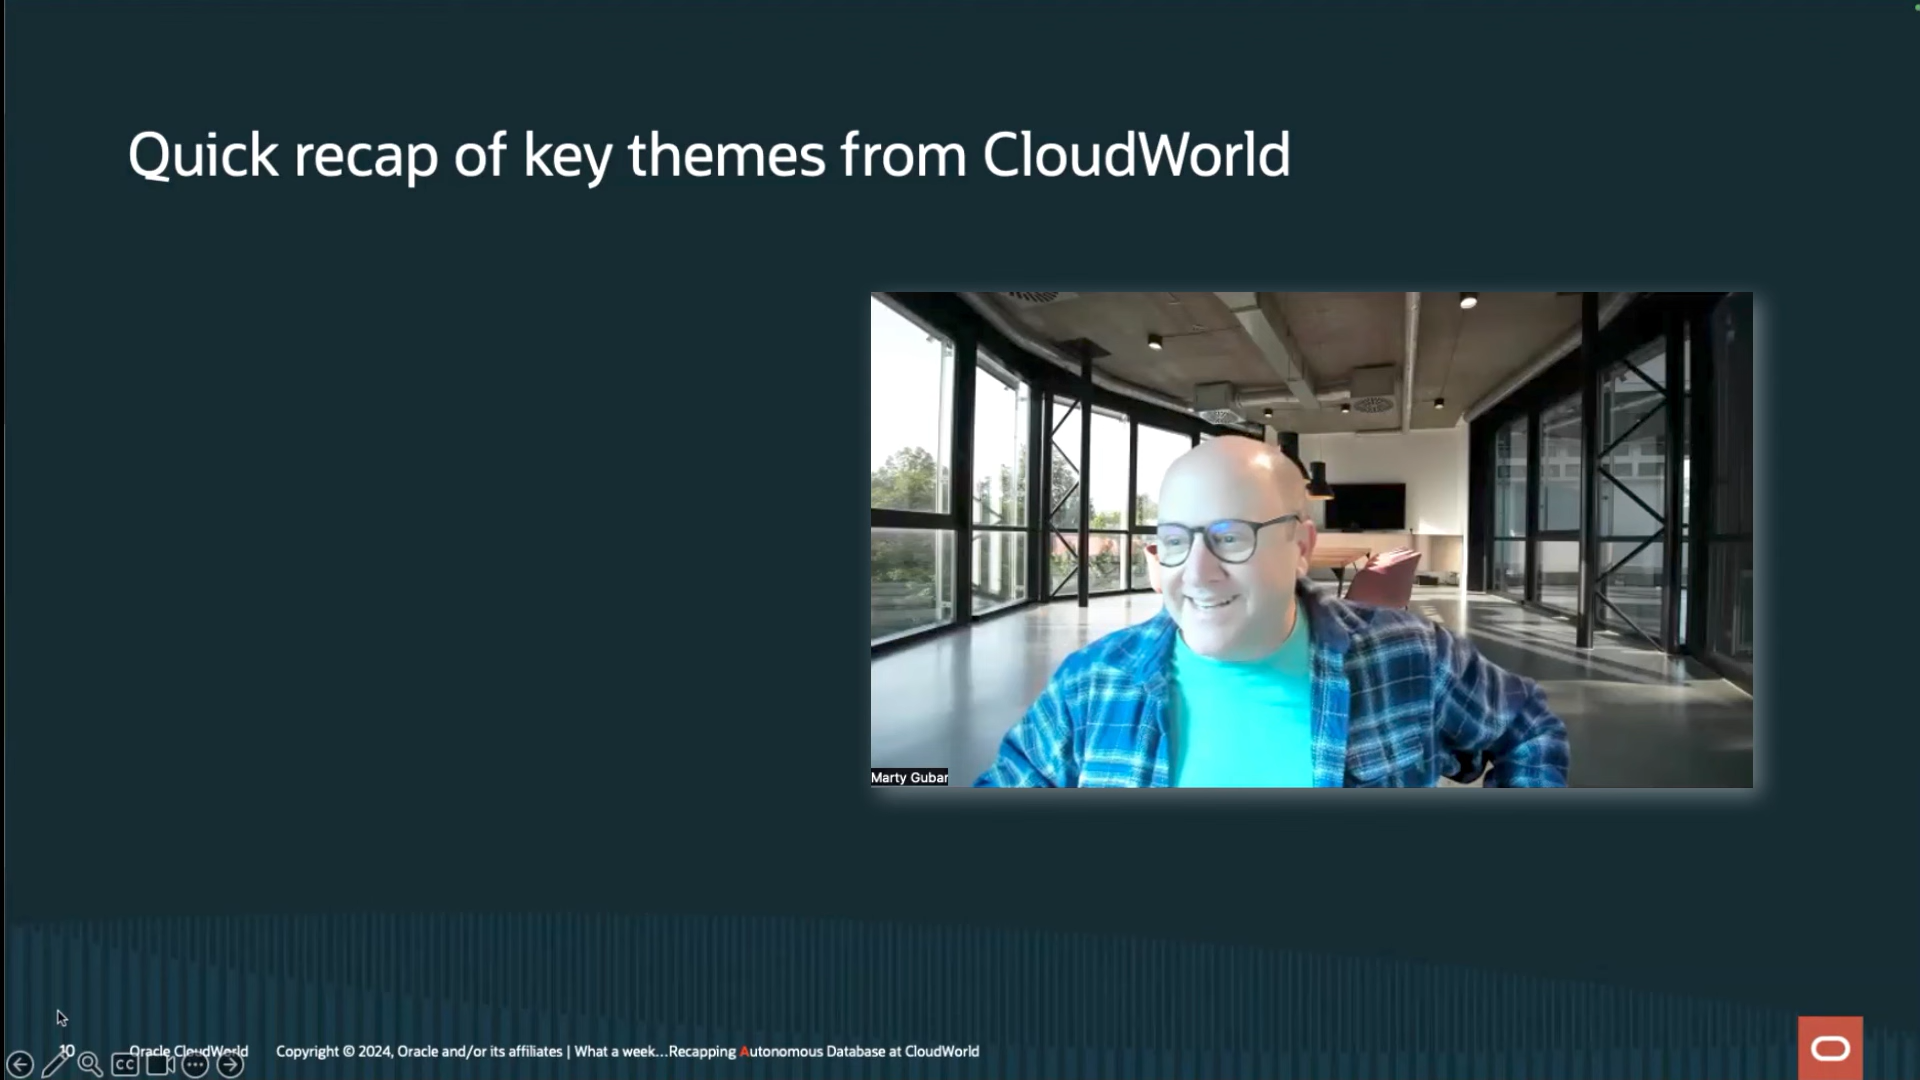 Quick recap of key themes from CloudWorld
Marty Gubar
10
Oracle CloudWorld
Copyright © 2024, Oracle and/or its affiliates | What a week...Recapping Autonomous Database at CloudWorld
CC